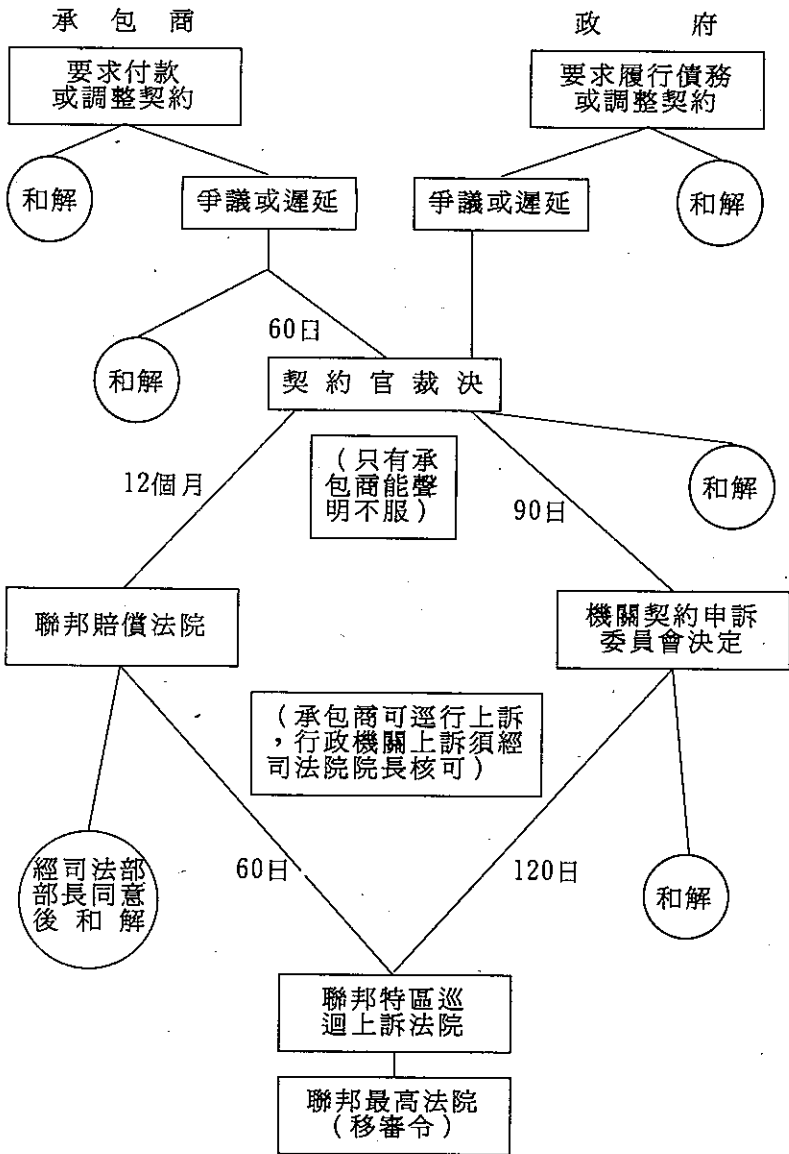 承包商
政府
要求付款
或調整契約
要求履行債務
或調整契約
和解
爭議或遲延
爭議或遲延
和解
60日
和解
契約官裁決
12個月
(只有承
包商能聲
明不服)
90日
和解
聯邦賠償法院
機關契約申訴
委員會決定
(承包商可逕行上訴
,行政機關上訴須經
司法院院長核可)
經司法部
部長同意
後和解
60日
120日
和解
聯邦特區巡
迴上訴法院
聯邦最高法院
(移審令)